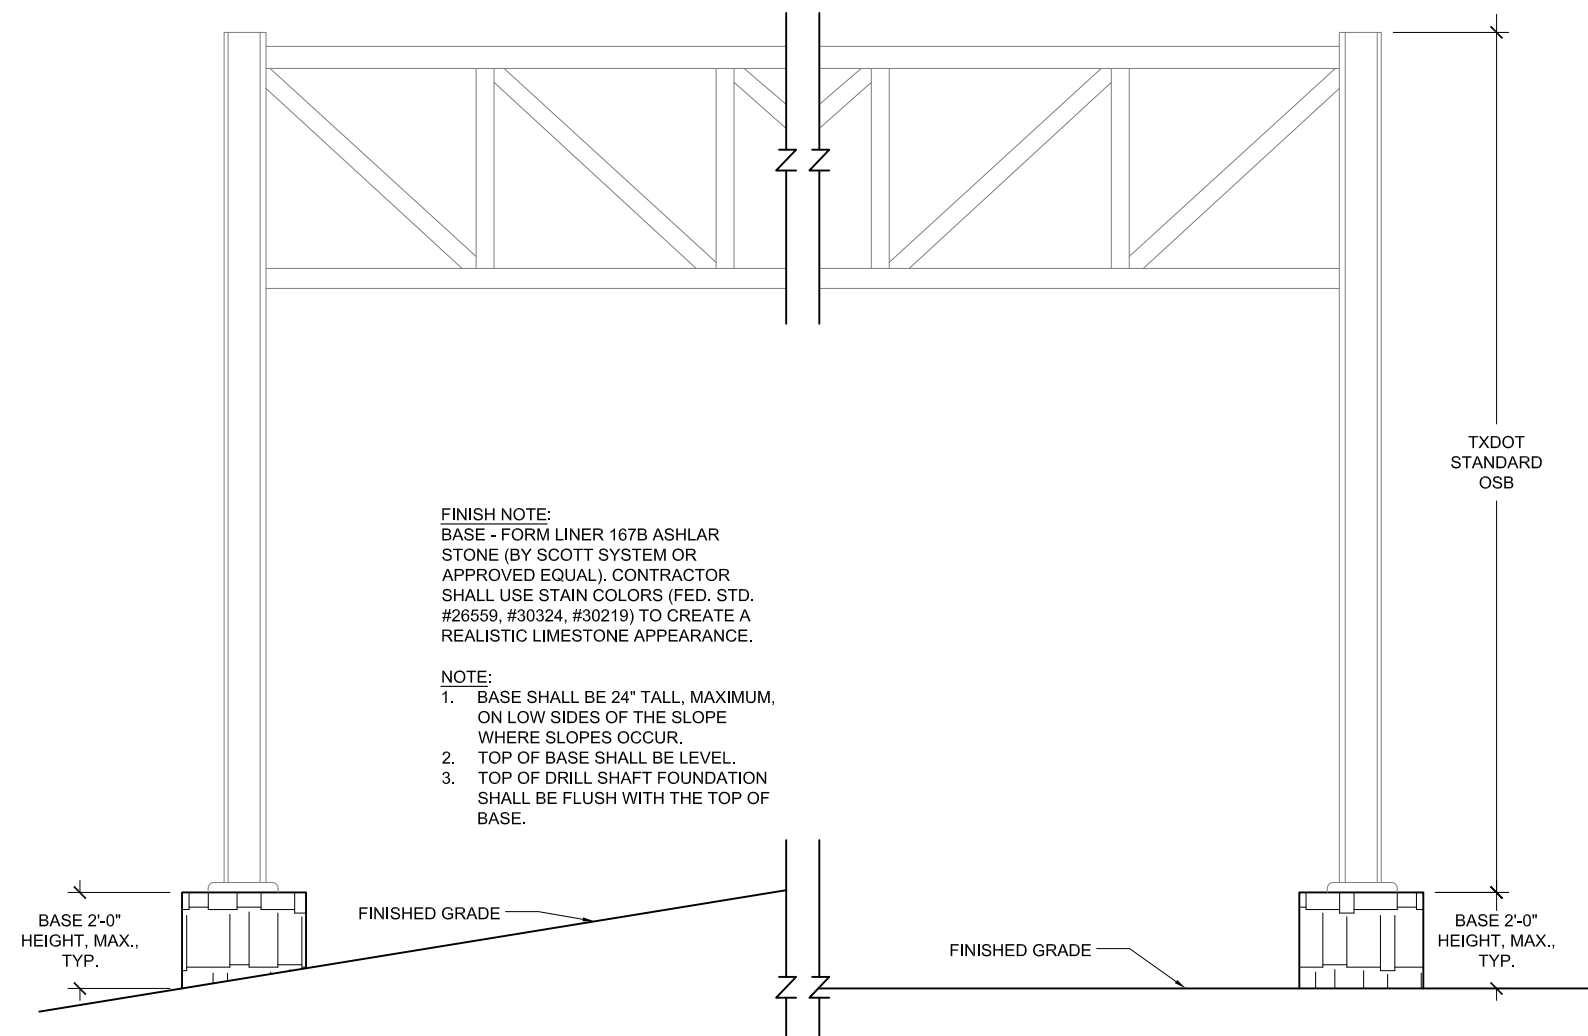 TXDOT
STANDARD
OSB
FINISH NOTE:
BASE - FORM LINER 167B ASHLAR
STONE (BY SCOTT SYSTEM OR
APPROVED EQUAL). CONTRACTOR
SHALL USE STAIN COLORS (FED. STD.
#26559, #30324, #30219) TO CREATE A
REALISTIC LIMESTONE APPEARANCE.
NOTE:
1. BASE SHALL BE 24" TALL, MAXIMUM,
ON LOW SIDES OF THE SLOPE
WHERE SLOPES OCCUR.
2. TOP OF BASE SHALL BE LEVEL.
3. TOP OF DRILL SHAFT FOUNDATION
SHALL BE FLUSH WITH THE TOP OF
BASE.
BASE 2'-0"
HEIGHT, MAX.,
TYP.
FINISHED GRADE
FINISHED GRADE
BASE 2'-0"
HEIGHT, MAX.,
TYP.